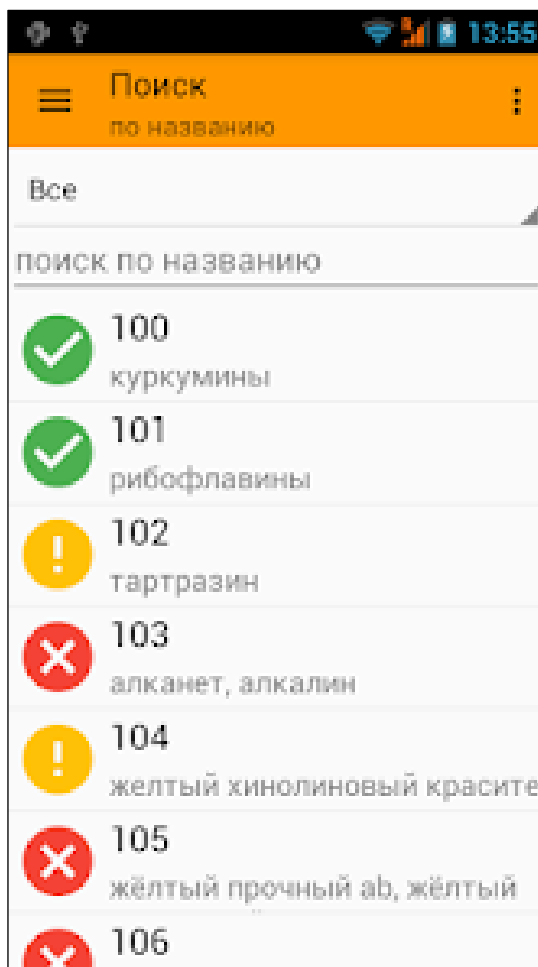 13:55
Поиск
по названию
Все
поиск по названию
100
куркумины
101
рибофлавины
102
тартразин
103
алканет, алкалин
104
желтый хинолиновый красите
105
жёлтый прочный ab, жёлтый
106